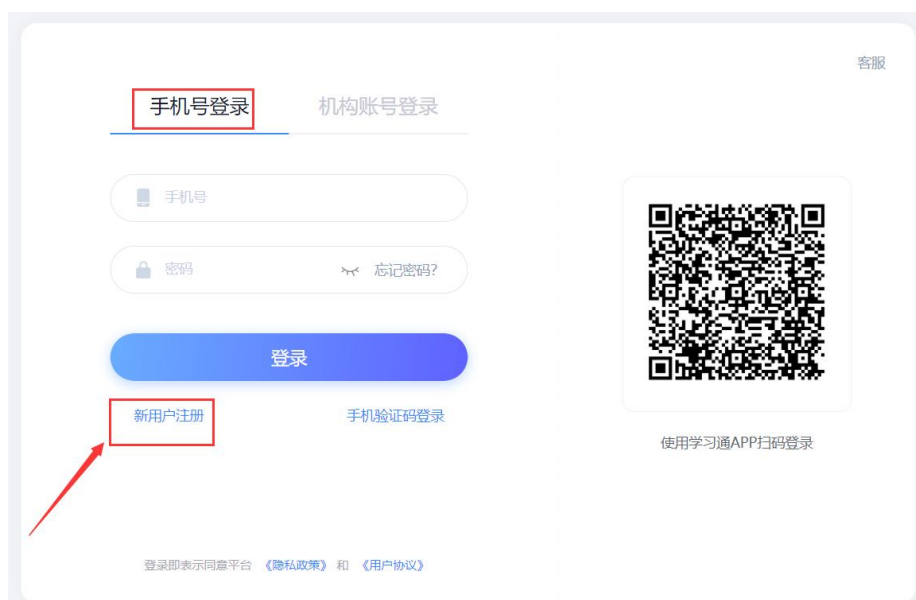 客服
手机号登录 机构账号登录
手机号
密码 忘记密码?
登录
新用户注册 手机验证码登录
使用学习通APP扫码登录
登录即表示同意平台 《隐私政策》 和 《用户协议》